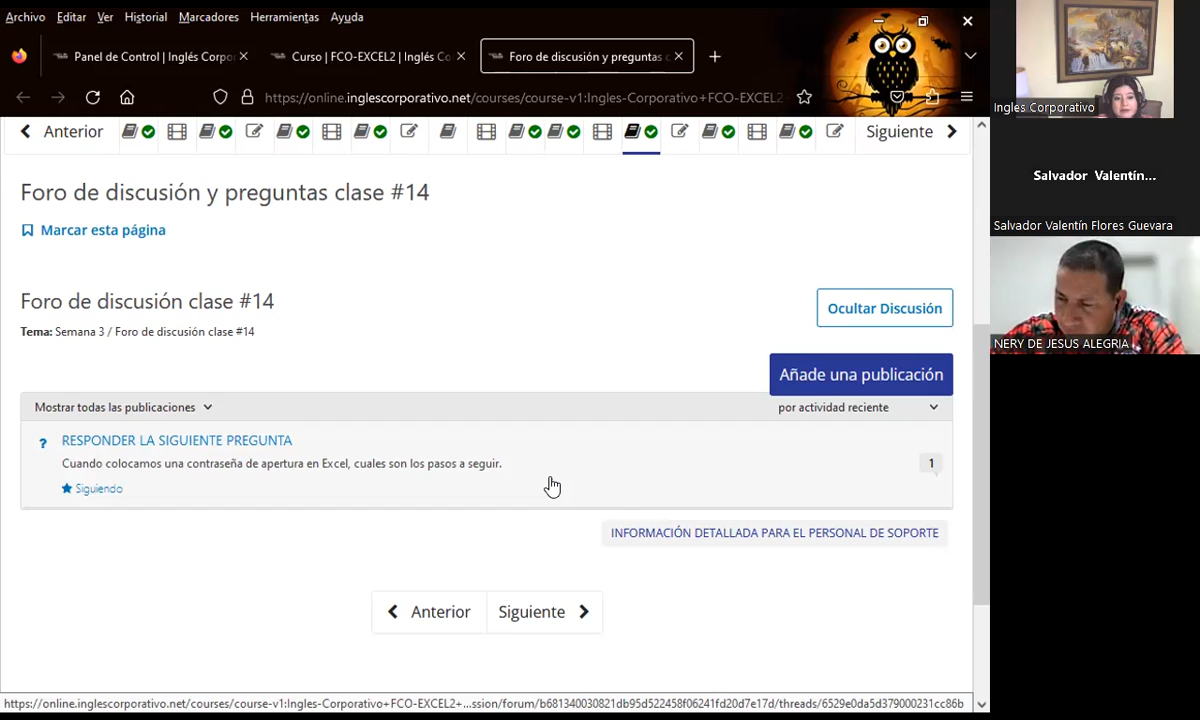 Archivo Editar Ver Historial Marcadores Herramientas Ayuda
Panel de Control | Inglés Corpor
Curso | FCO-EXCEL2 | Inglés Co
Foro de discusión y preguntas c
https://online.inglescorporativo.net/courses/course-v1:Ingles-Corporativo+FCO-EXCEL2
Anterior
Siguiente
Foro de discusión y preguntas clase #14
Marcar esta página
Foro de discusión clase #14
Ocultar Discusión
Tema: Semana 3 / Foro de discusión clase #14
Añade una publicación
Mostrar todas las publicaciones
por actividad reciente
? RESPONDER LA SIGUIENTE PREGUNTA
Cuando colocamos una contraseña de apertura en Excel, cuales son los pasos a seguir.
1
Siguiendo
INFORMACIÓN DETALLADA PARA EL PERSONAL DE SOPORTE
Anterior
Siguiente
https://online.inglescorporativo.net/courses/course-v1:Ingles-Corporativo+FCO-EXCEL2+...ssion/forum/b681340030821db95d522458f06241fd20d7e17d/threads/6529e0da5d379000231cc86b
Ingles Corporativo
Salvador Valentín...
Salvador Valentín Flores Guevara
NERY DE JESUS ALEGRIA